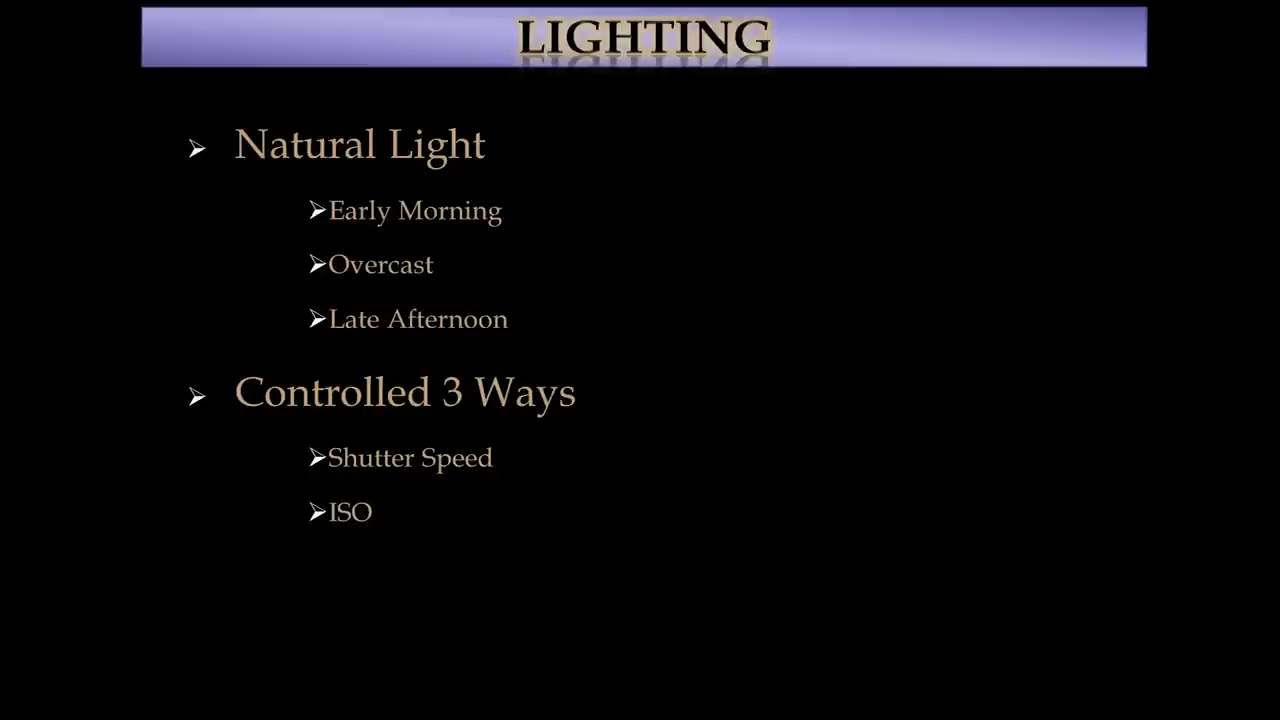 LIGHTING
Natural Light
Early Morning
Overcast
Late Afternoon
Controlled 3 Ways
Shutter Speed
ISO